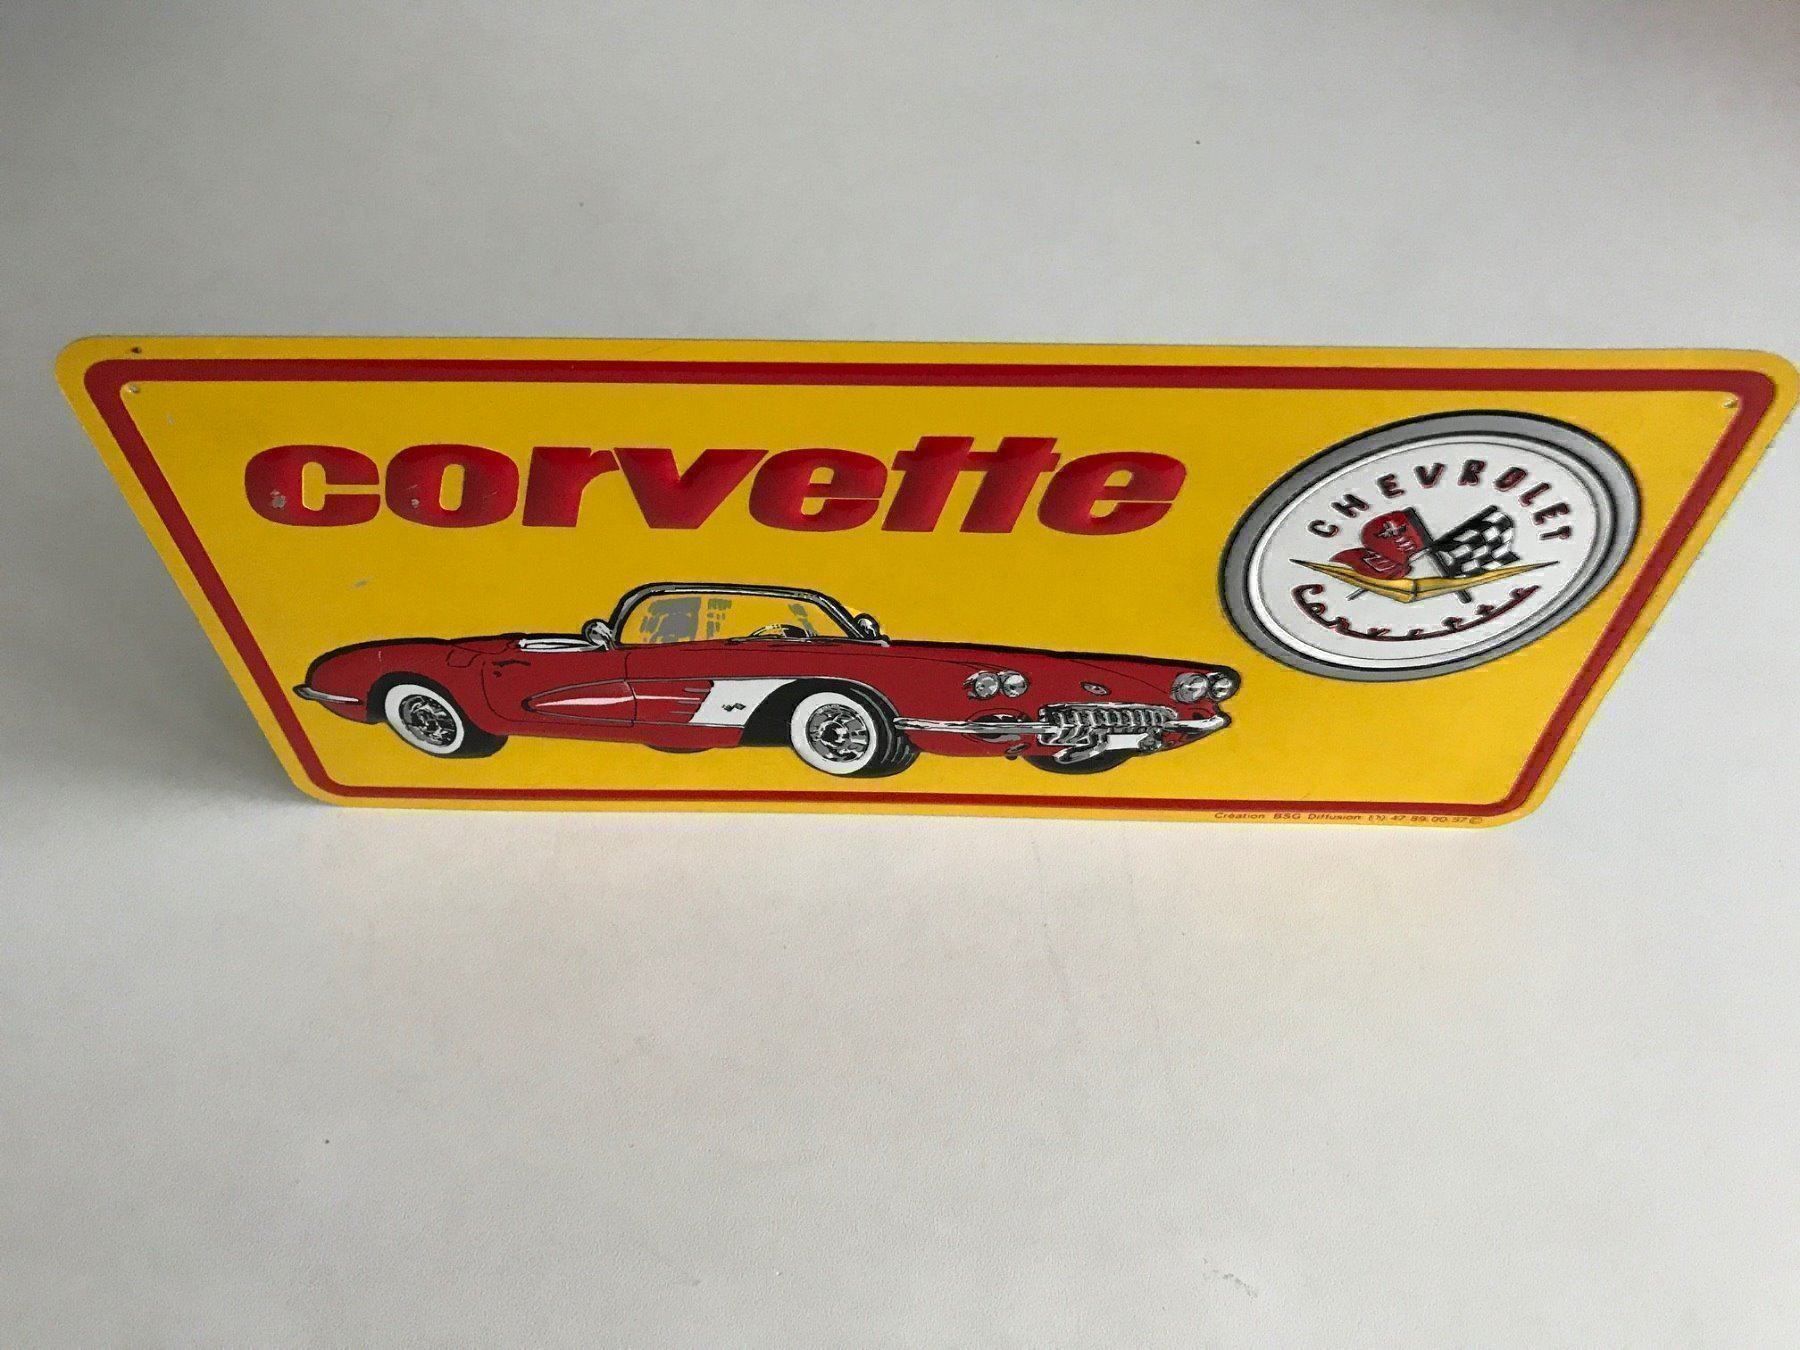 corvette
CHEVROLET
Corvette
Création BSG Diffusion (1) 47.89.00.57 ©